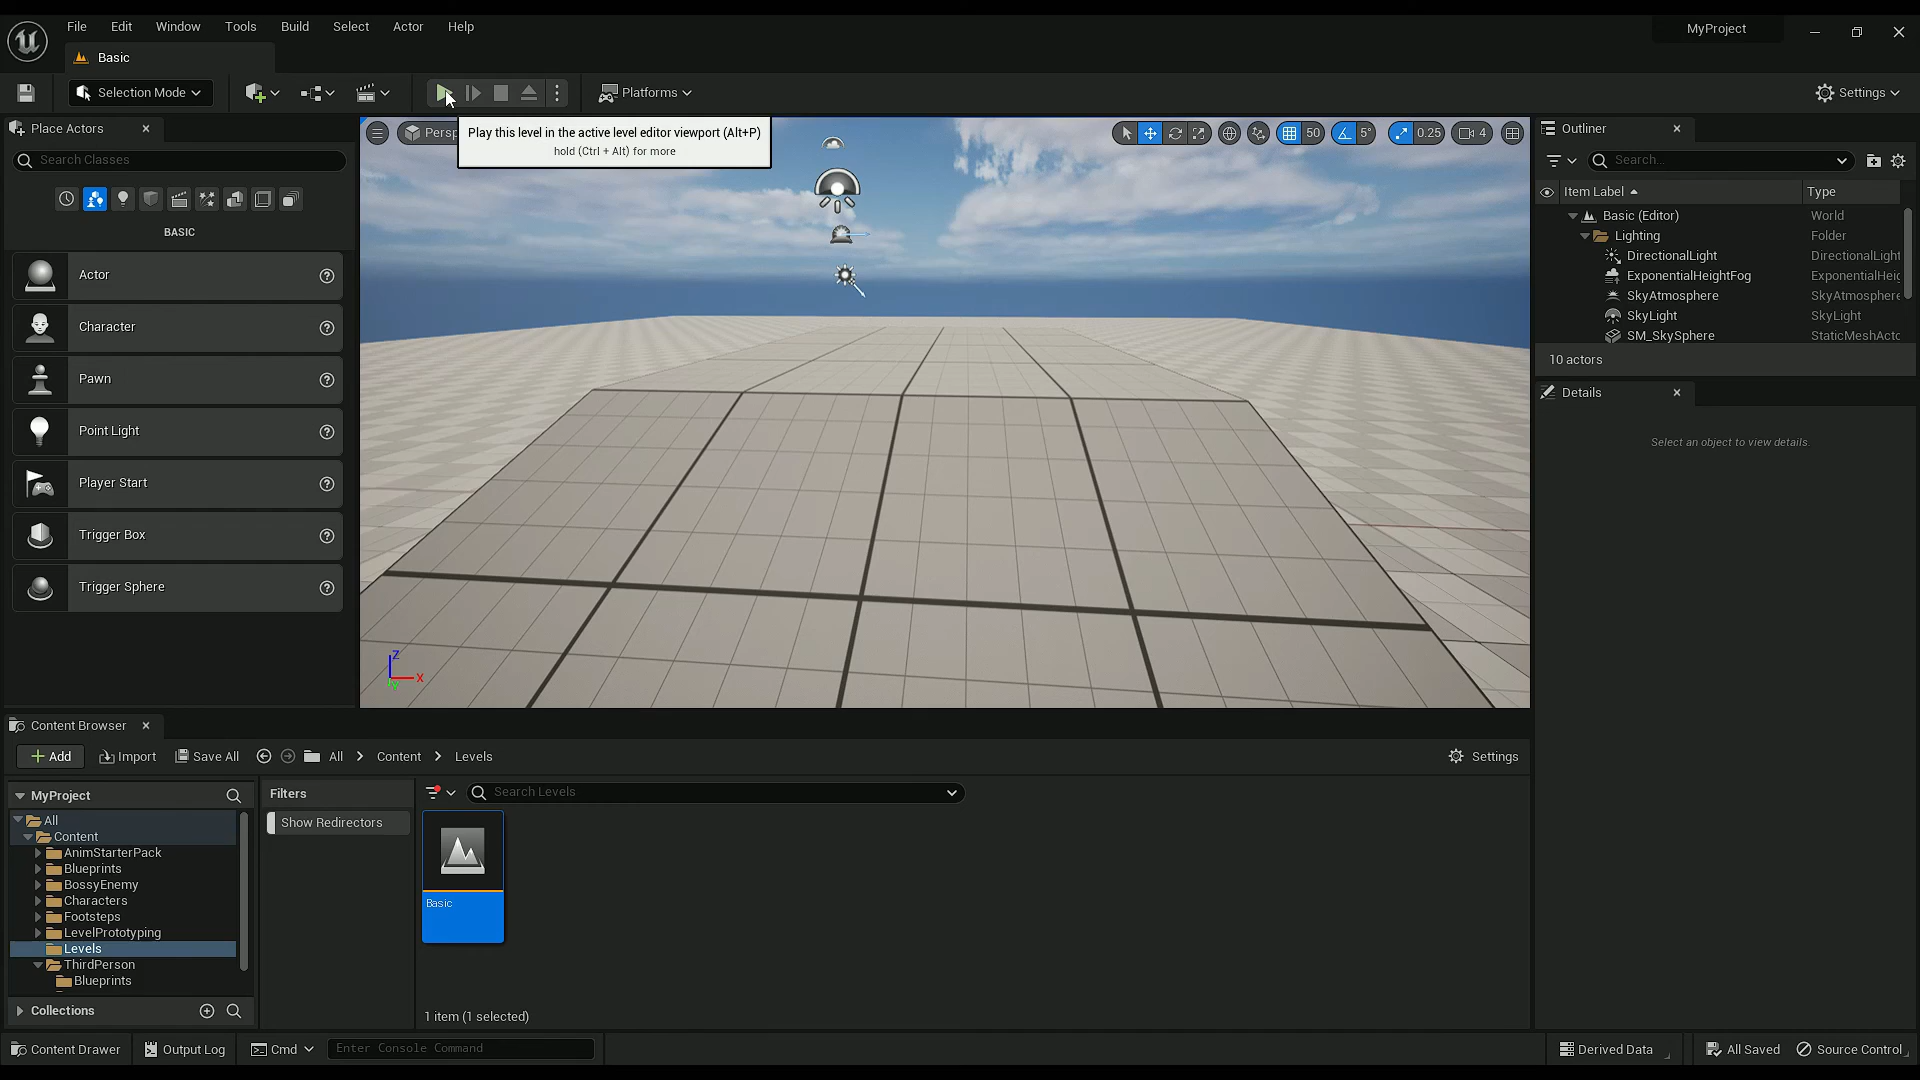 File Edit Window Tools Build Select Actor Help
MyProject
Basic
Selection Mode
Platforms
Settings
Place Actors
Search Classes
BASIC
Actor
Character
Pawn
Point Light
Player Start
Trigger Box
Trigger Sphere
Persp
Play this level in the active level editor viewport (Alt+P)
hold (Ctrl + Alt) for more
50
5°
0.25
4
Z
X
Y
Outliner
Search...
Item Label Type
Basic (Editor) World
Lighting Folder
DirectionalLight DirectionalLight
ExponentialHeightFog ExponentialHeig
SkyAtmosphere SkyAtmosphere
SkyLight SkyLight
SM_SkySphere StaticMeshActo
10 actors
Details
Select an object to view details.
Content Browser
Add Import Save All All Content Levels
Settings
MyProject
All
Content
AnimStarterPack
Blueprints
BossyEnemy
Characters
Footsteps
LevelPrototyping
Levels
ThirdPerson
Blueprints
Collections
Filters
Show Redirectors
Search Levels
Basic
1 item (1 selected)
Content Drawer Output Log Cmd Enter Console Command
Derived Data All Saved Source Control